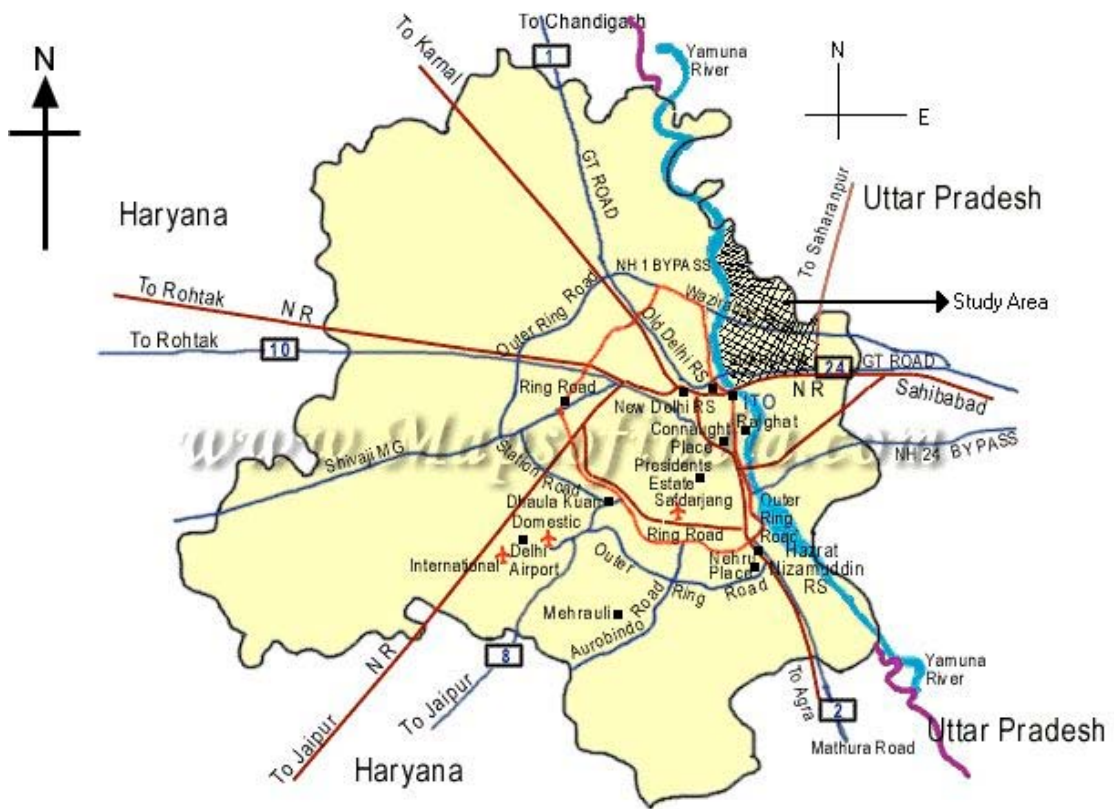 To Chandigarh
To Karnal
1
Yamuna
River
N
N
E
GT ROAD
Haryana
Uttar Pradesh
To Saharanpur
NH 1 BYPASS
To Rohtak
N R
Outer Ring Road
Study Area
To Rohtak
10
Old Delhi RS
24
GT ROAD
N R
Sahibabad
Ring Road
New Delhi RS
ITO
Rajghat
Connaught
Place
www.MapsofIndia.com
NH 24 BYPASS
Shivaji MG
Station Road
Presidents
Estate
Safdarjang
Dhaula Kuan
Domestic
Ring Road
Outer
Ring
Road
International
Delhi
Airport
Outer
Ring
Road
Nehru
Place
Hazrat
Nizamuddin
RS
Mehrauli
Aurobindo
Road
N R
8
To Jaipur
To Jaipur
Haryana
To Agra
2
Mathura Road
Yamuna
River
Uttar Pradesh